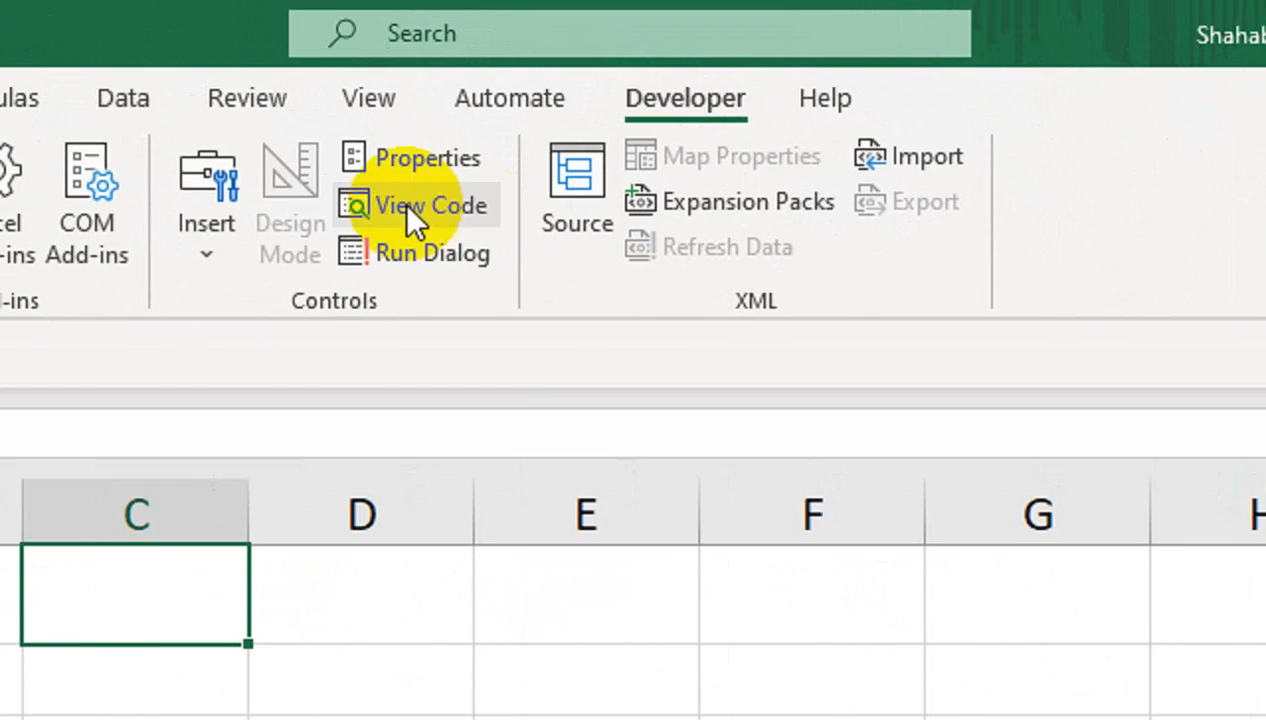 Search
Shahab
ulas Data Review View Automate Developer Help
Properties
View Code
Run Dialog
cel
-ins
COM
Add-ins
Insert
Design
Mode
Source
Map Properties
Expansion Packs
Refresh Data
Import
Export
-ins
Controls
XML
C D E F G H